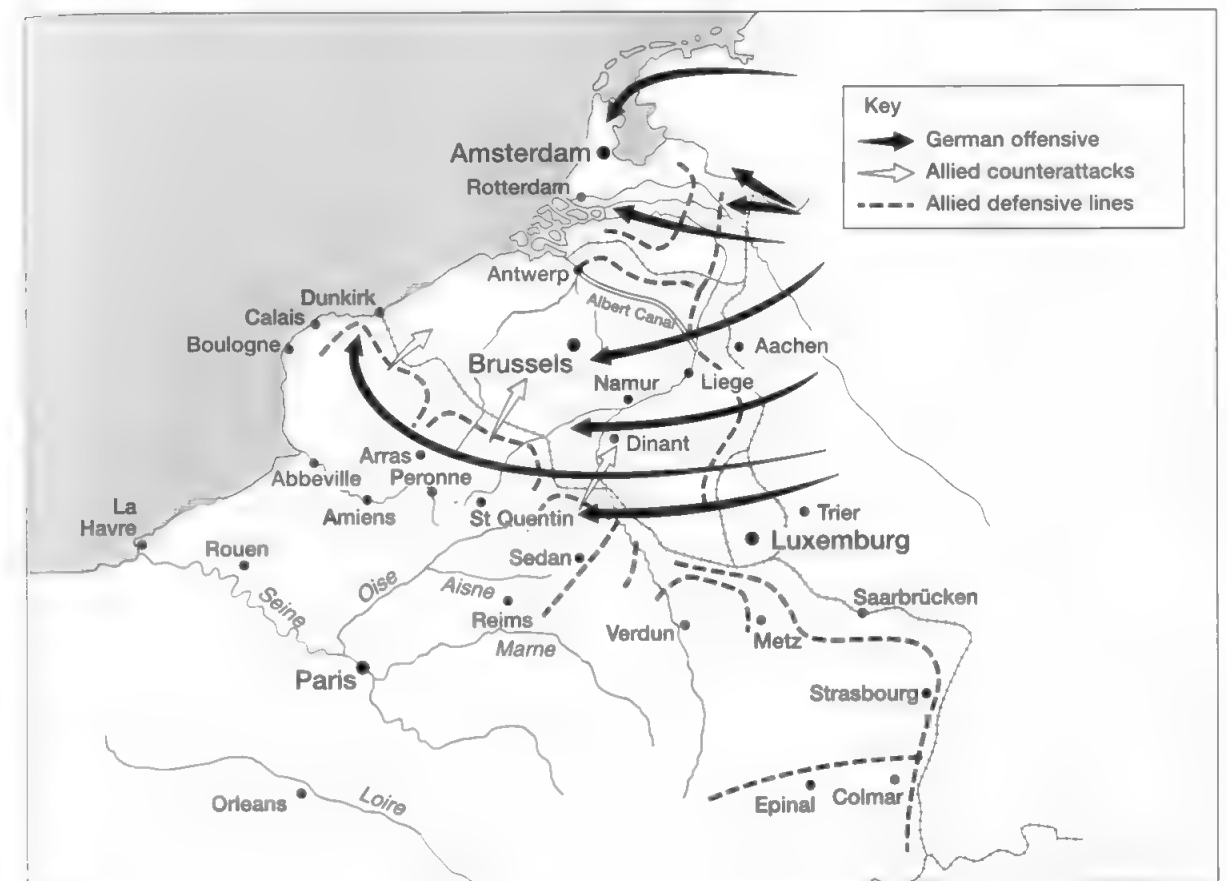 Key
German offensive
Allied counterattacks
Allied defensive lines
Amsterdam
Rotterdam
Antwerp
Albert Canal
Dunkirk
Calais
Boulogne
Brussels
Aachen
Namur
Liege
Dinant
Arras
Peronne
Abbeville
Amiens
St Quentin
Trier
Luxemburg
La
Havre
Rouen
Seine
Oise
Sedan
Aisne
Reims
Marne
Verdun
Metz
Saarbrücken
Paris
Strasbourg
Orleans
Loire
Epinal
Colmar